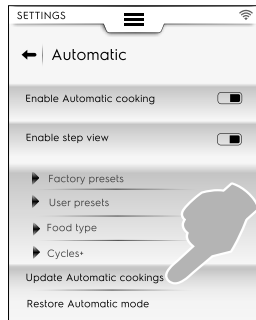 SETTINGS
Automatic
Enable Automatic cooking
Enable step view
Factory presets
User presets
Food type
Cycles+
Update Automatic cookings
Restore Automatic mode